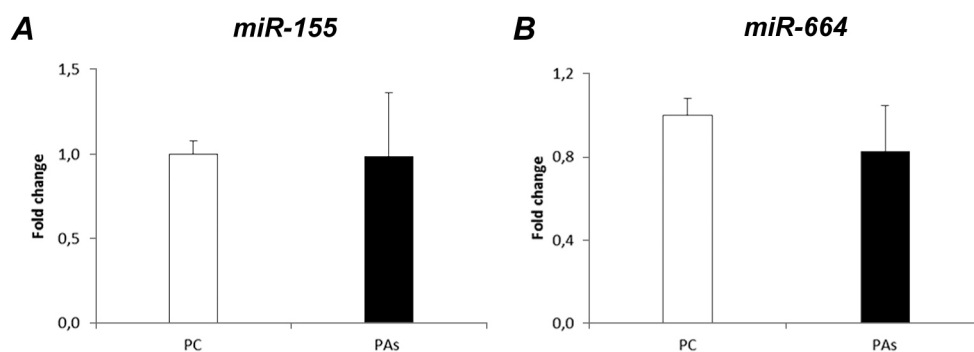 A miR-155
Fold change
1,5
1,0
0,5
0,0
PC PAs
B miR-664
Fold change
1,2
0,8
0,4
0,0
PC PAs